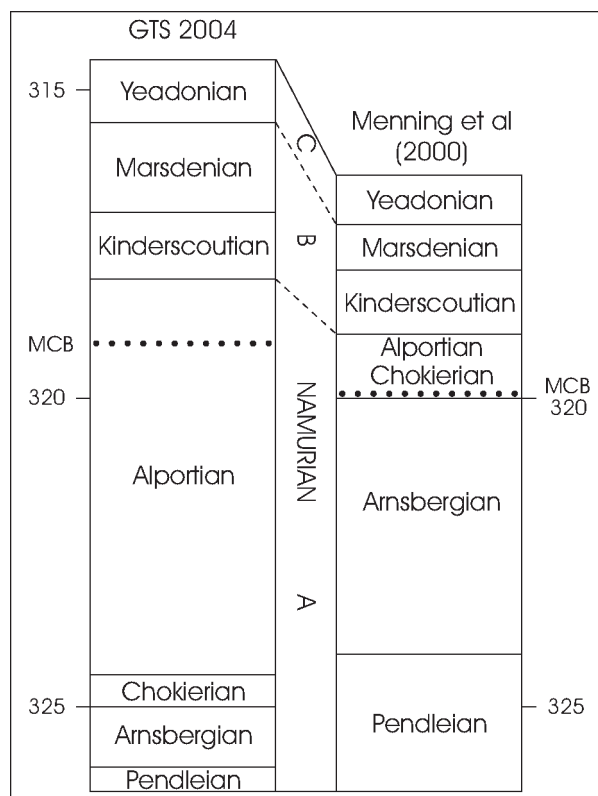 GTS 2004
315
Yeadonian
Marsdenian
Kinderscoutian
MCB
320
Alportian
Chokierian
325
Arnsbergian
Pendleian
C
B
NAMURIAN
A
Menning et al
(2000)
Yeadonian
Marsdenian
Kinderscoutian
Alportian
Chokierian
MCB
320
Arnsbergian
Pendleian
325